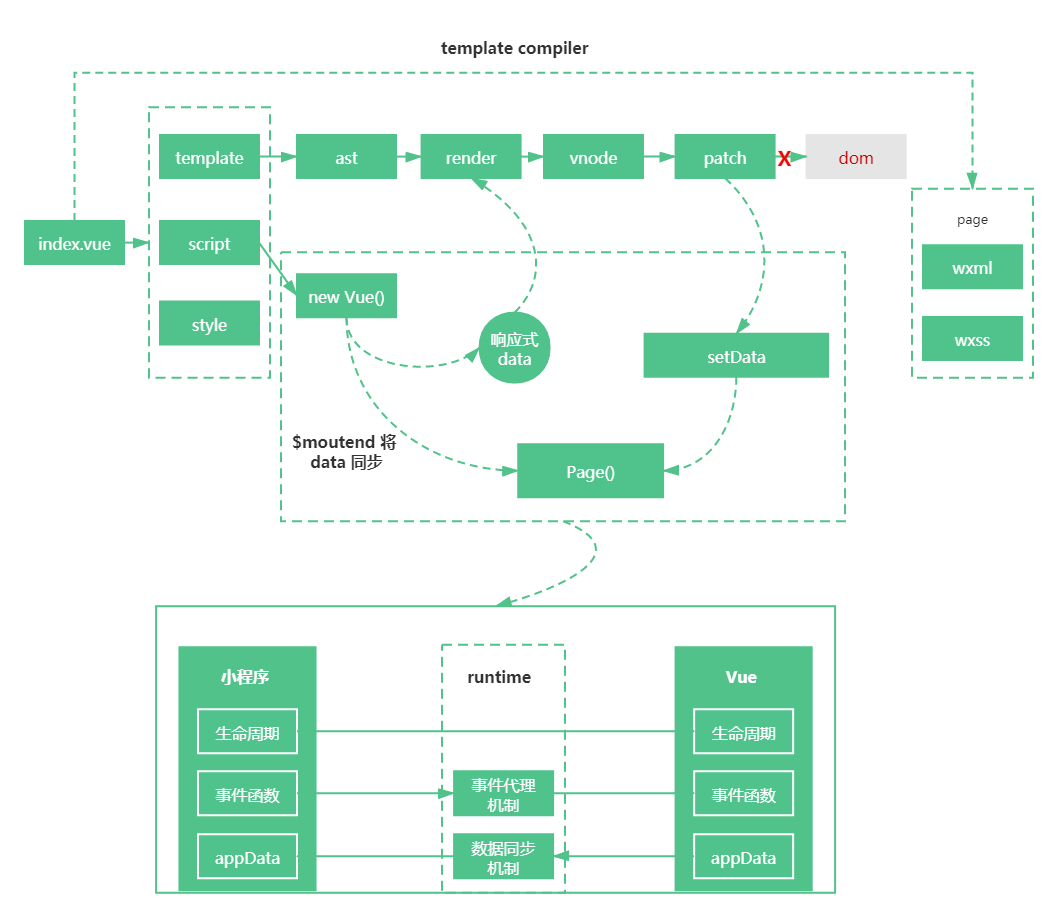 template compiler
template
ast
render
vnode
patch
X
dom
index.vue
script
style
page
wxml
wxss
new Vue()
响应式
data
setData
$moutend 将
data 同步
Page()
小程序
runtime
Vue
生命周期
生命周期
事件函数
事件代理
机制
事件函数
appData
数据同步
机制
appData